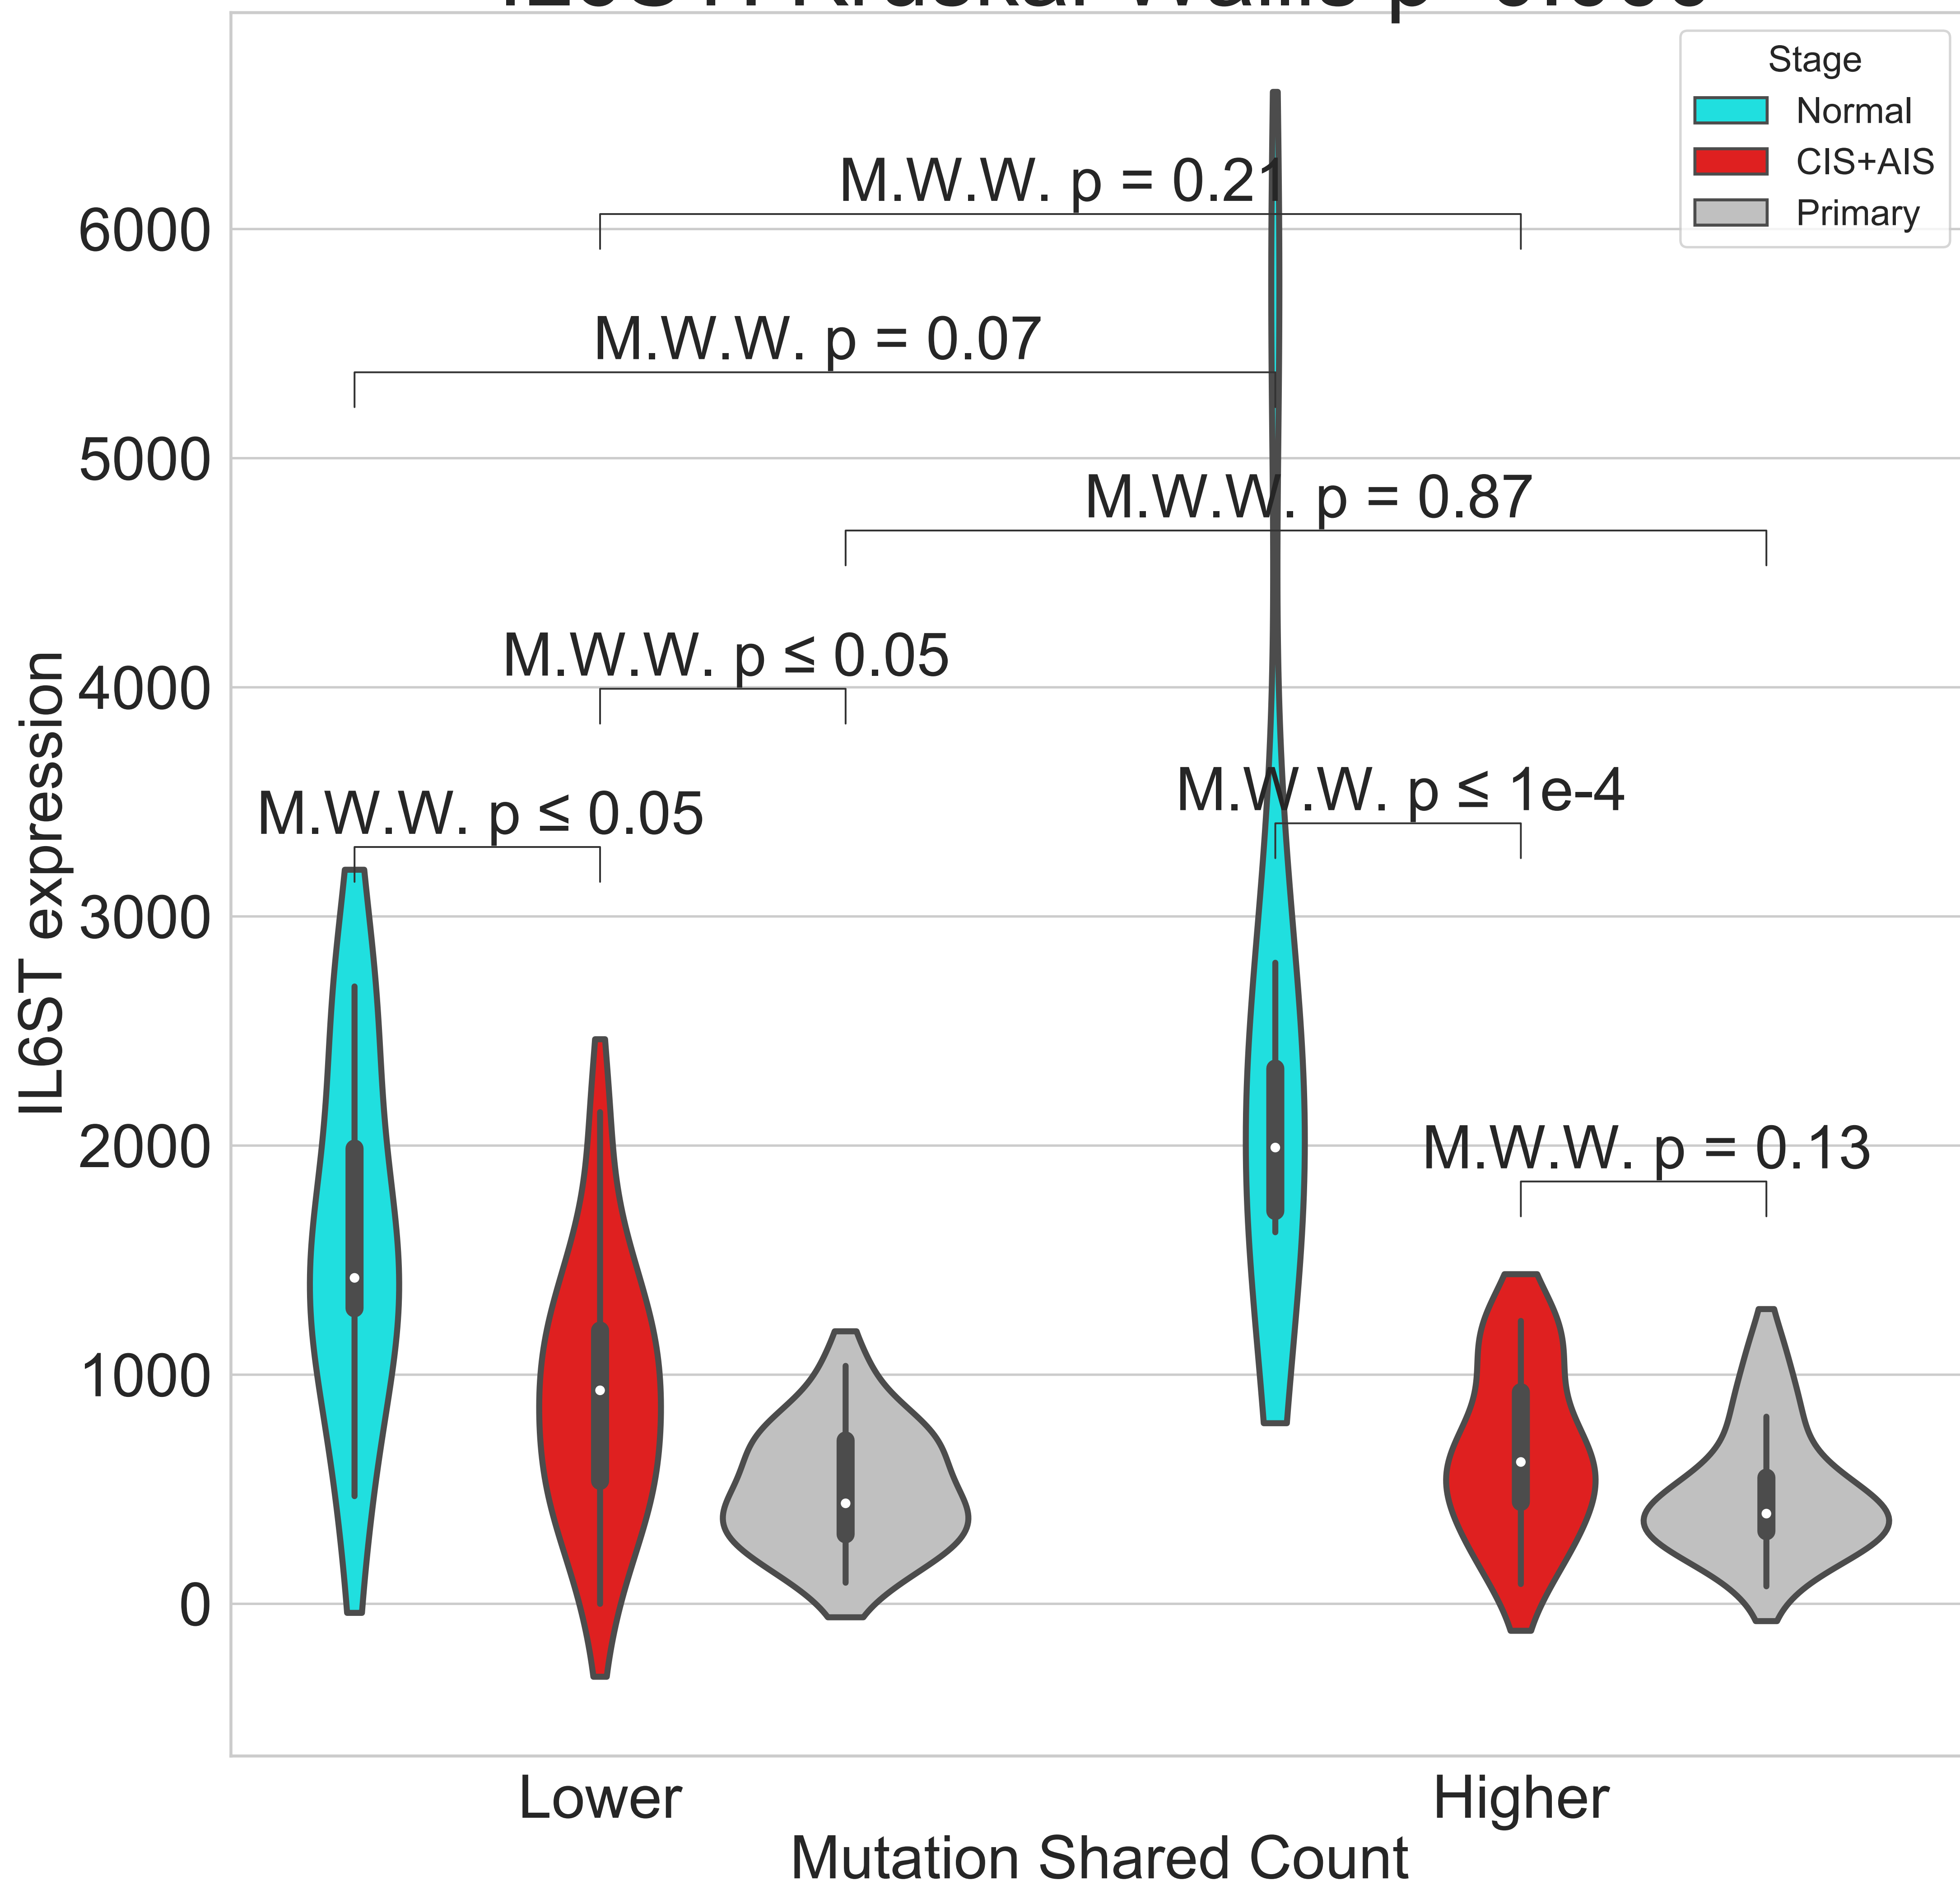 Stage
Normal
CIS+AIS
Primary
M.W.W. p = 0.21
6000
M.W.W. p = 0.07
5000
M.W.W. p = 0.87
M.W.W. p ≤ 0.05
4000
M.W.W. p ≤ 1e-4
M.W.W. p ≤ 0.05
3000
IL6ST expression
2000
M.W.W. p = 0.13
1000
0
Lower
Higher
Mutation Shared Count